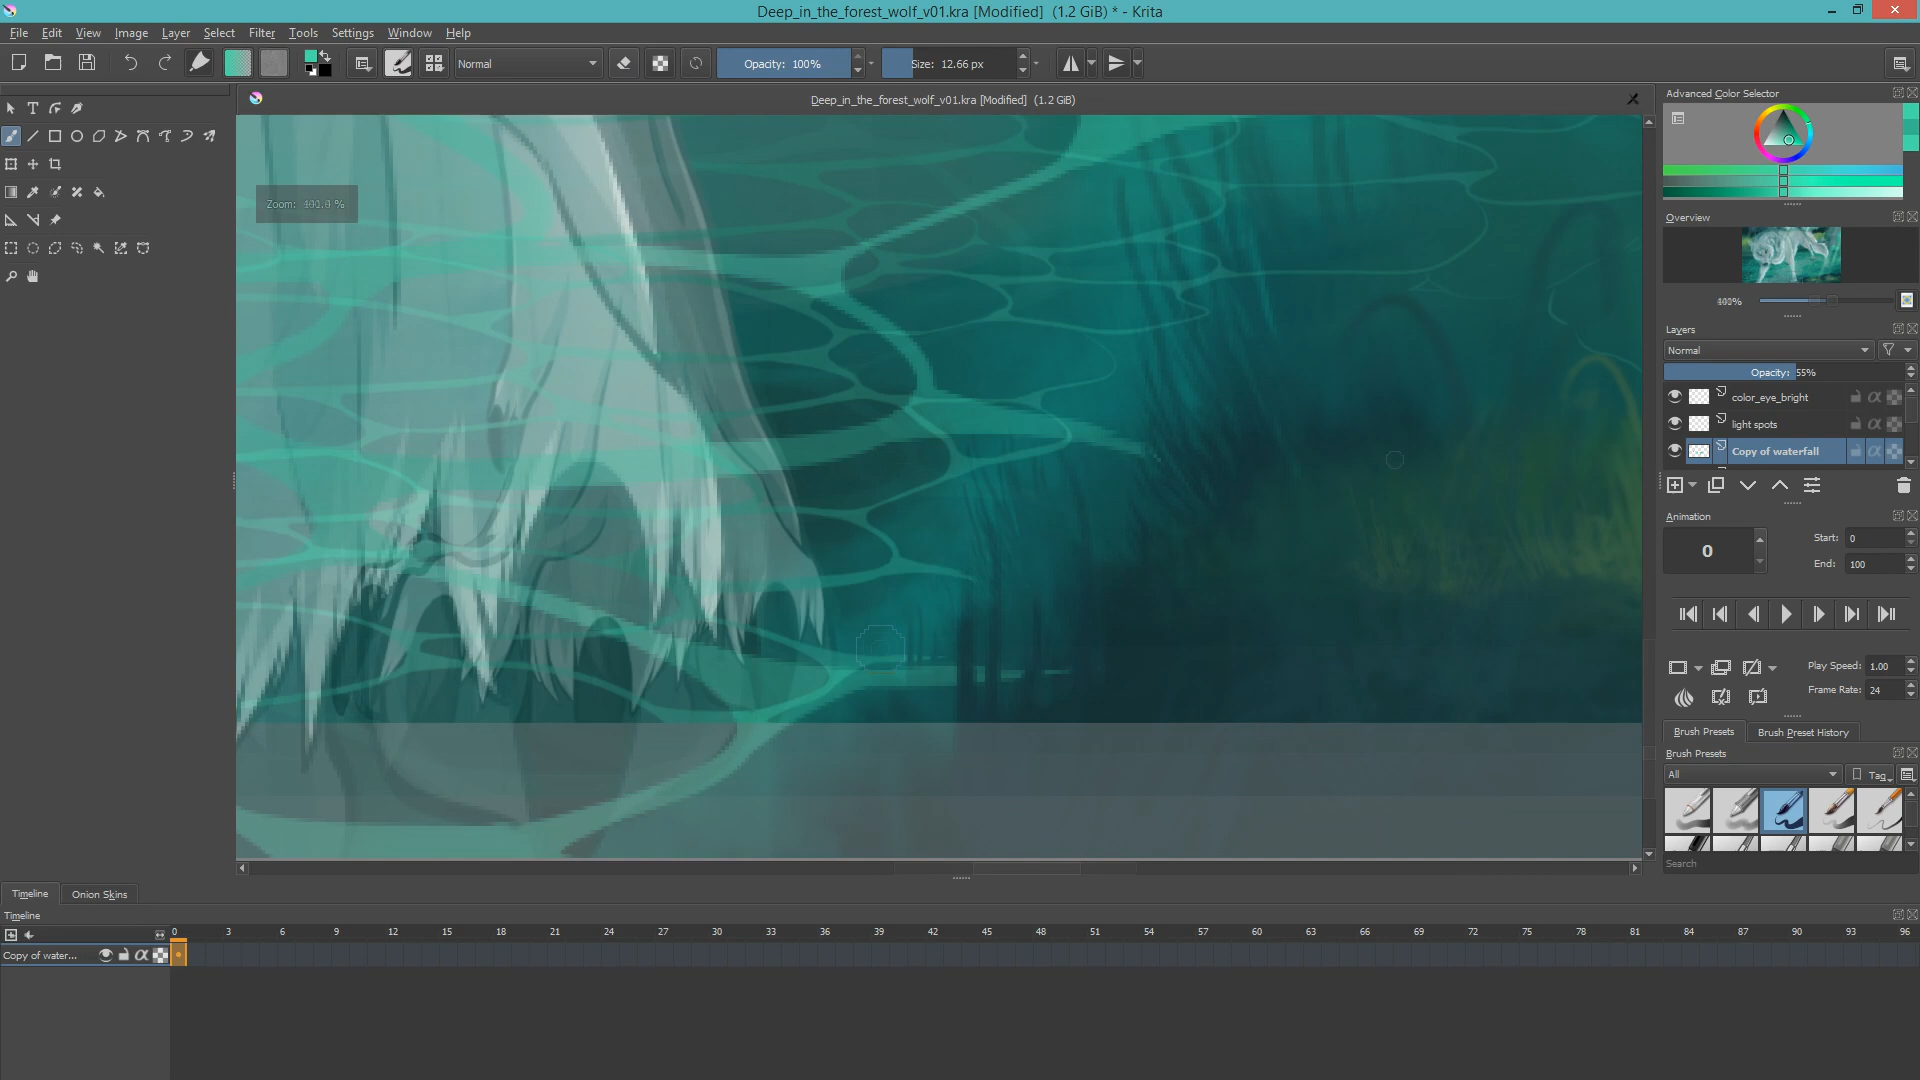 Deep_in_the_forest_wolf_v01.kra [Modified]  (1.2 GiB) * - Krita
File Edit View Image Layer Select Filter Tools Settings Window Help
Normal Opacity: 100% Size: 12.66 px
Deep_in_the_forest_wolf_v01.kra [Modified]  (1.2 GiB)
Advanced Color Selector
Overview
Layers
Normal
Opacity: 55%
color_eye_bright
light spots
Copy of waterfall
Animation
0
Start: 0
End: 100
Play Speed: 1.00
Frame Rate: 24
Brush Presets Brush Preset History
Brush Presets
All Tag
Search
Timeline Onion Skins
Timeline
0 3 6 9 12 15 18 21 24 27 30 33 36 39 42 45 48 51 54 57 60 63 66 69 72 75 78 81 84 87 90 93 96
Copy of water...